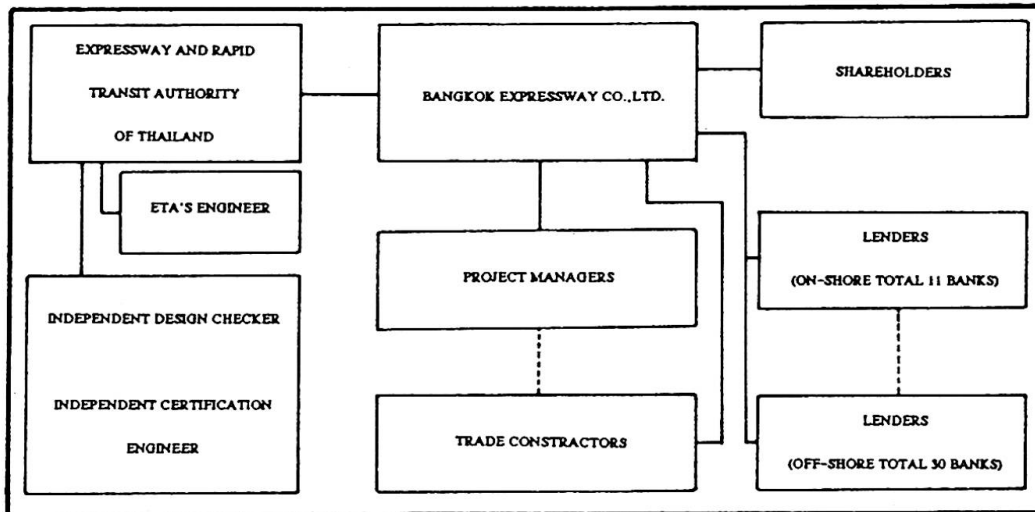 EXPRESSWAY AND RAPID
TRANSIT AUTHORITY
OF THAILAND
BANGKOK EXPRESSWAY CO.,LTD.
SHAREHOLDERS
ETA'S ENGINEER
INDEPENDENT DESIGN CHECKER
INDEPENDENT CERTIFICATION
ENGINEER
PROJECT MANAGERS
TRADE CONSTRACTORS
LENDERS
(ON-SHORE TOTAL 11 BANKS)
LENDERS
(OFF-SHORE TOTAL 30 BANKS)